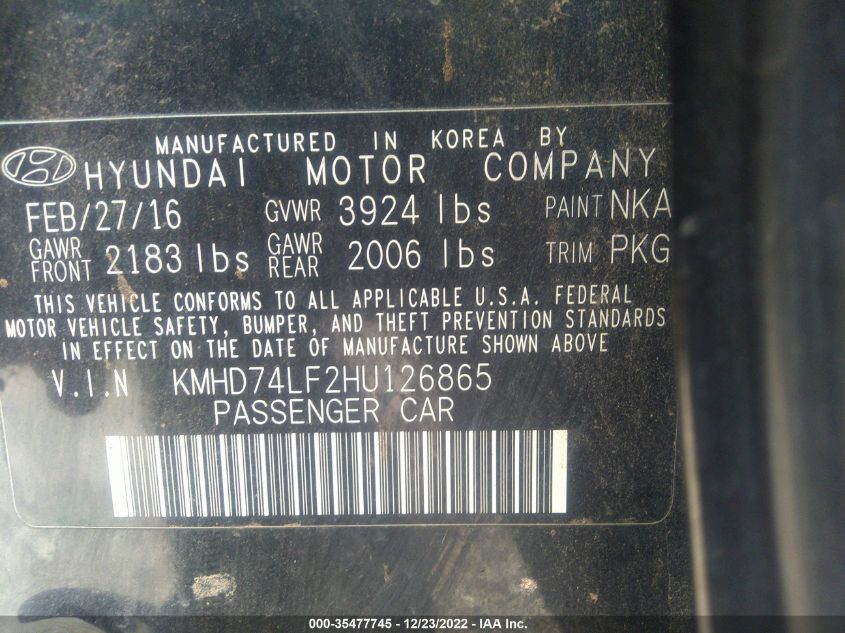 MANUFACTURED IN KOREA BY
HYUNDAI MOTOR COMPANY
FEB/27/16 GVWR 3924 lbs PAINT NKA
GAWR FRONT 2183 lbs GAWR REAR 2006 lbs TRIM PKG
THIS VEHICLE CONFORMS TO ALL APPLICABLE U.S.A. FEDERAL
MOTOR VEHICLE SAFETY, BUMPER, AND THEFT PREVENTION STANDARDS
IN EFFECT ON THE DATE OF MANUFACTURE SHOWN ABOVE
V.I.N KMHD74LF2HU126865
PASSENGER CAR
000-35477745 - 12/23/2022 - IAA Inc.